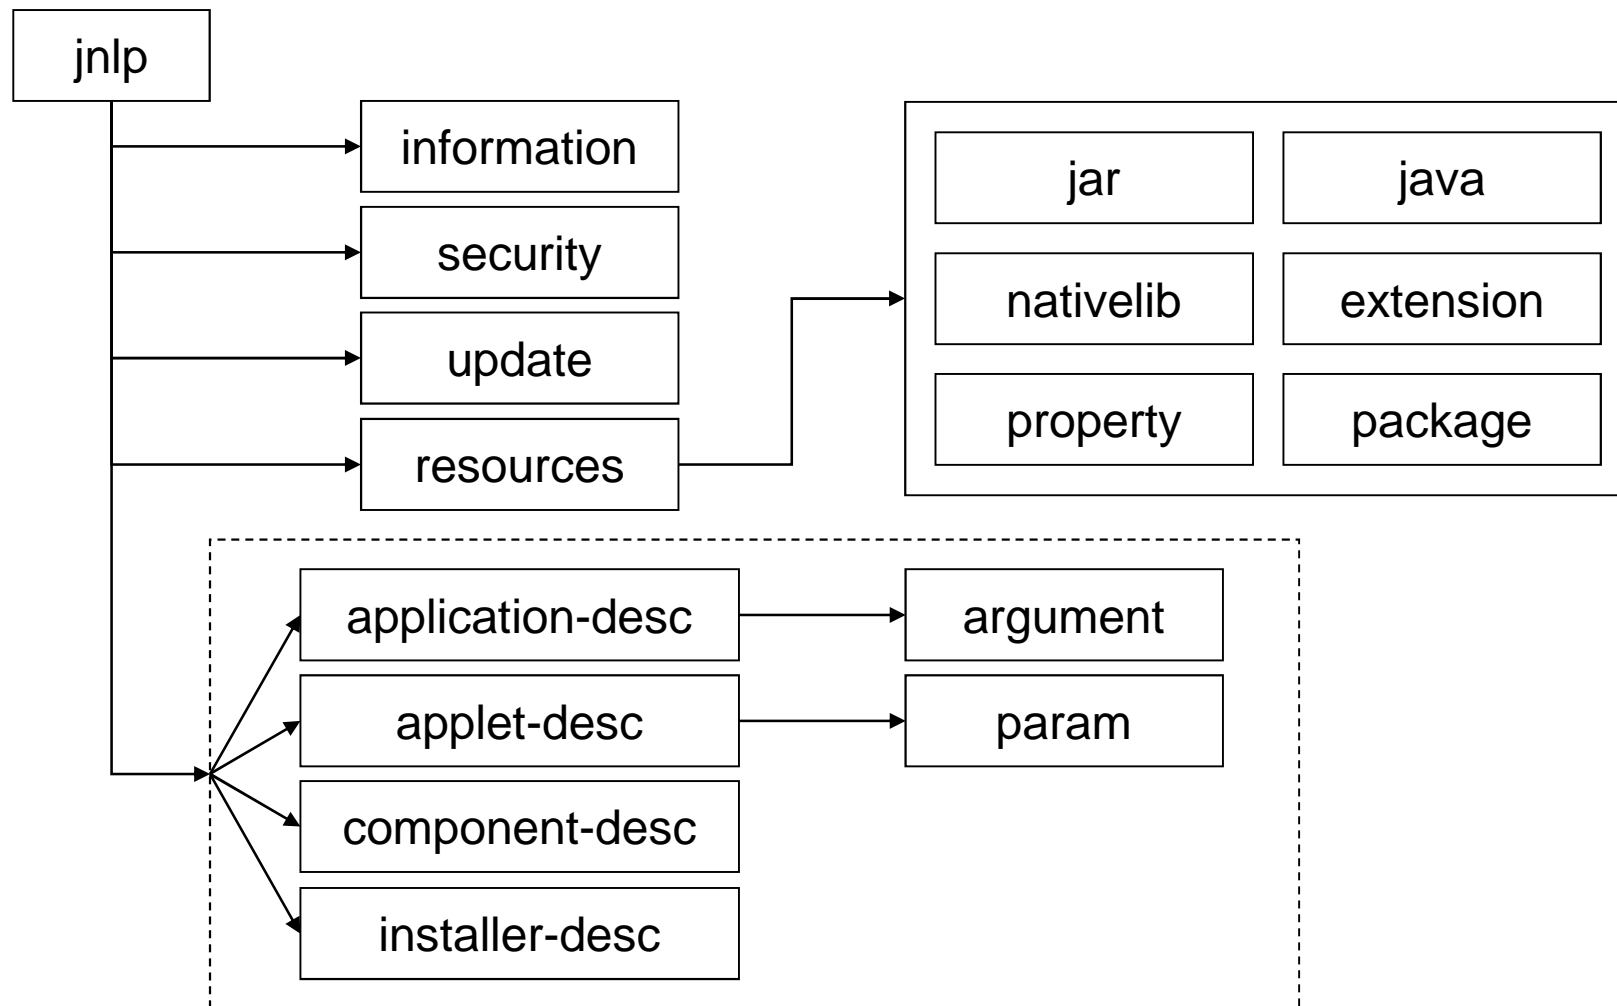 jnlp
information
security
update
resources
jar
java
nativelib
extension
property
package
application-desc
argument
applet-desc
param
component-desc
installer-desc